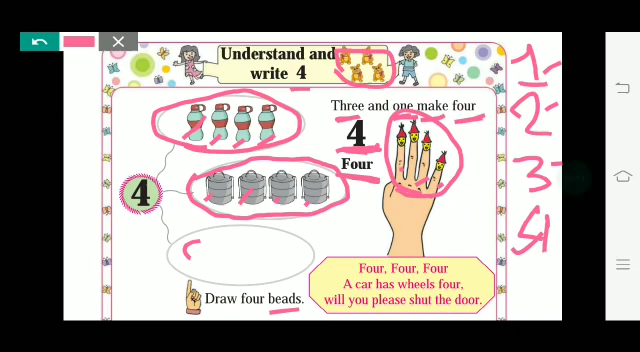 Understand and
write 4
Three and one make four
4
Four
4
Draw four beads.
Four, Four, Four
A car has wheels four,
will you please shut the door.
1
2
3
4